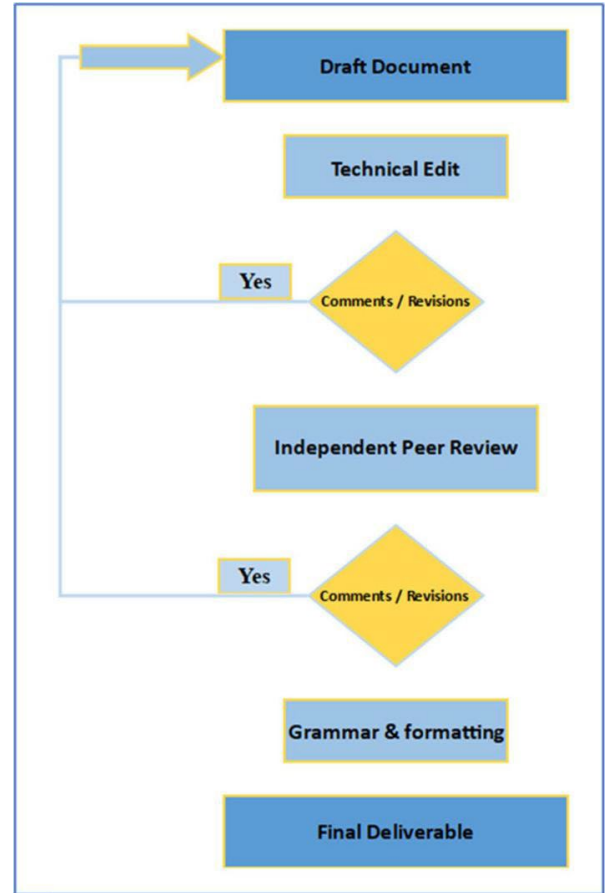 Draft Document
Technical Edit
Yes
Comments / Revisions
Independent Peer Review
Yes
Comments / Revisions
Grammar & formatting
Final Deliverable